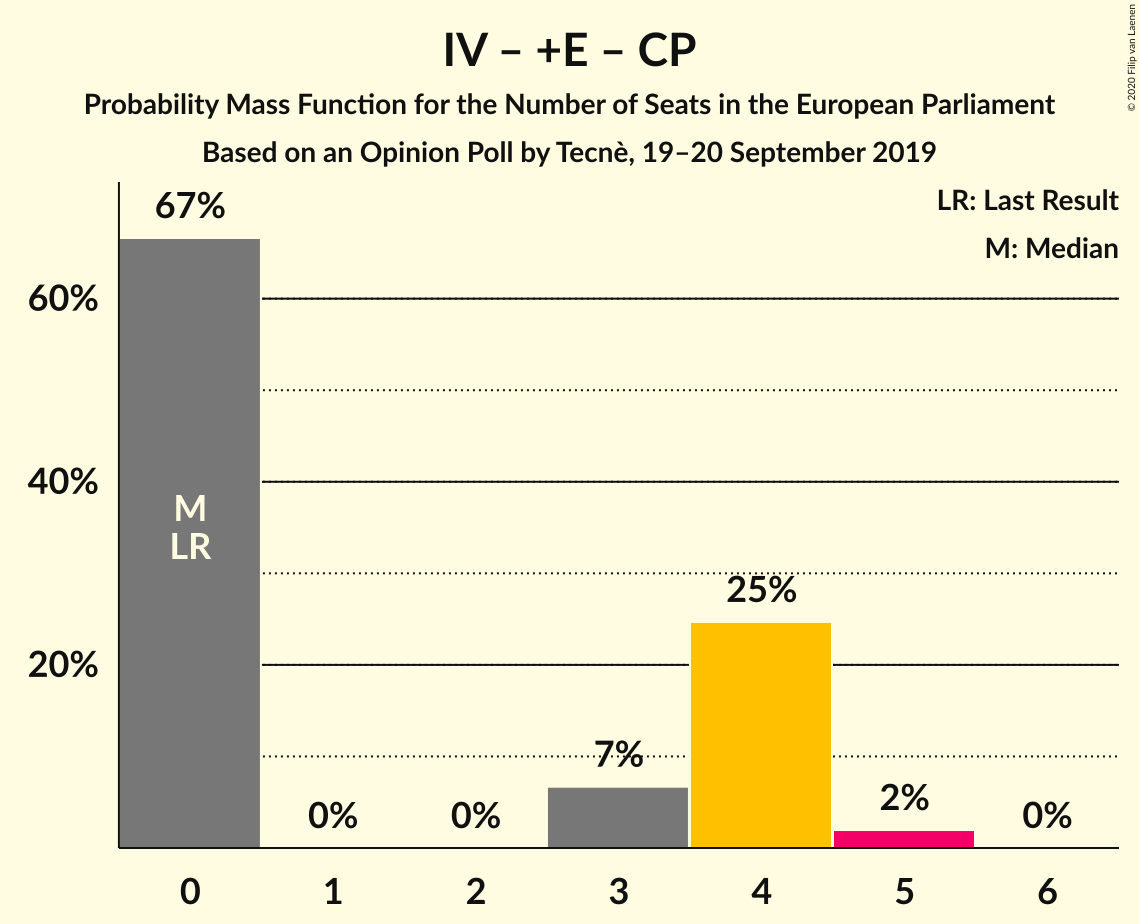 IV – +E – CP
Probability Mass Function for the Number of Seats in the European Parliament
Based on an Opinion Poll by Tecnè, 19–20 September 2019
© 2020 Filip van Laenen
LR: Last Result
M: Median
67%
60%
40%
20%
M
LR
0%
0%
7%
25%
2%
0%
0
1
2
3
4
5
6